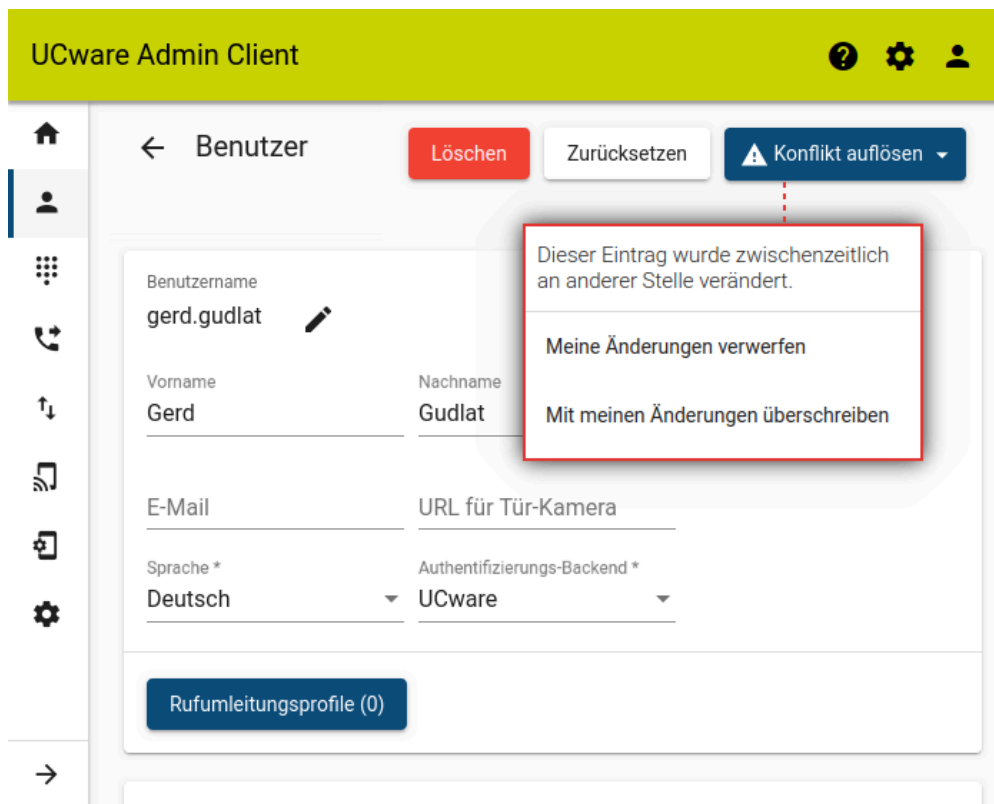 UCware Admin Client
Benutzer
Löschen
Zurücksetzen
Konflikt auflösen
Dieser Eintrag wurde zwischenzeitlich
an anderer Stelle verändert.
Meine Änderungen verwerfen
Mit meinen Änderungen überschreiben
Benutzername
gerd.gudlat
Vorname
Nachname
Gerd
Gudlat
E-Mail
URL für Tür-Kamera
Sprache *
Authentifizierungs-Backend *
Deutsch
UCware
Rufumleitungsprofile (0)